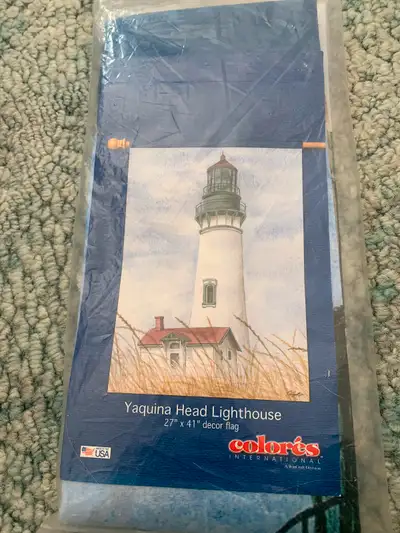 Yaquina Head Lighthouse
27" x 41" decor flag
USA
colorés
INTERNATIONAL